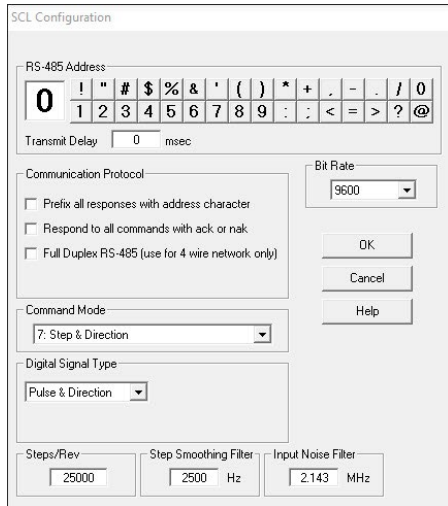 SCL Configuration
RS-485 Address
0
! " # $ % & ' ( ) * + , - . / 0
1 2 3 4 5 6 7 8 9 : ; < = > ? @
Transmit Delay 0 msec
Communication Protocol
Prefix all responses with address character
Respond to all commands with ack or nak
Full Duplex RS-485 (use for 4 wire network only)
Bit Rate
9600
OK
Cancel
Help
Command Mode
7: Step & Direction
Digital Signal Type
Pulse & Direction
Steps/Rev
25000
Step Smoothing Filter
2500 Hz
Input Noise Filter
2.143 MHz